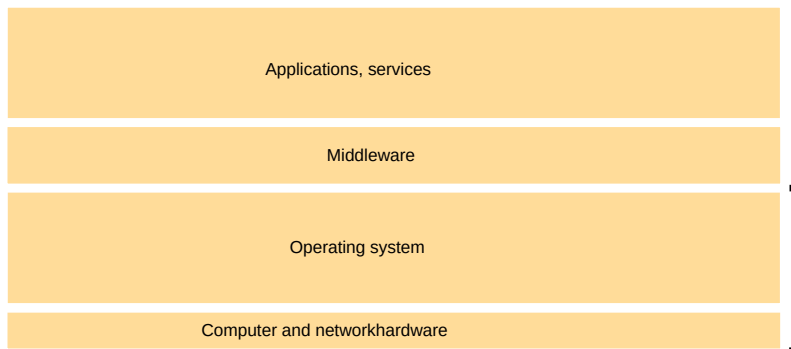 Applications, services
Middleware
Operating system
Computer and networkhardware